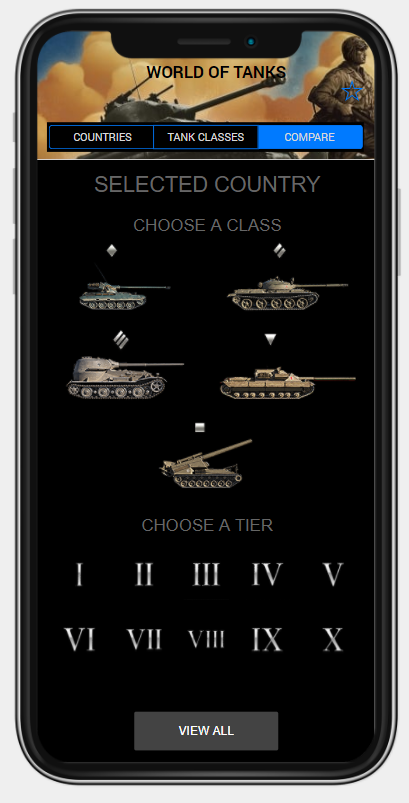 WORLD OF TANKS
COUNTRIES TANK CLASSES COMPARE
SELECTED COUNTRY
CHOOSE A CLASS
CHOOSE A TIER
I II III IV V
VI VII VIII IX X
VIEW ALL